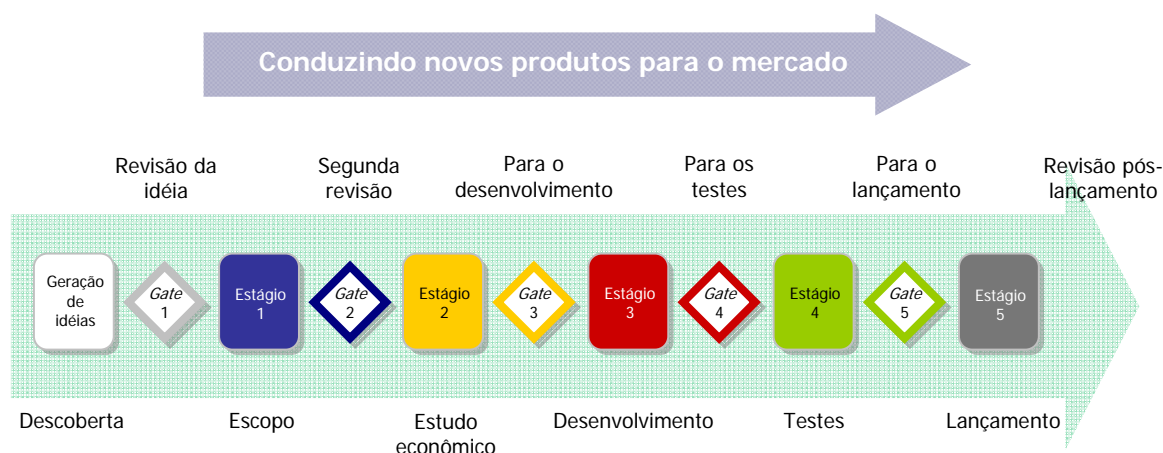 Conduzindo novos produtos para o mercado
Revisão da
idéia
Segunda
revisão
Para o
desenvolvimento
Para os
testes
Para o
lançamento
Revisão pós-
lançamento
Geração
de
idéias
Gate
1
Estágio
1
Gate
2
Estágio
2
Gate
3
Estágio
3
Gate
4
Estágio
4
Gate
5
Estágio
5
Descoberta
Escopo
Estudo
econômico
Desenvolvimento
Testes
Lançamento